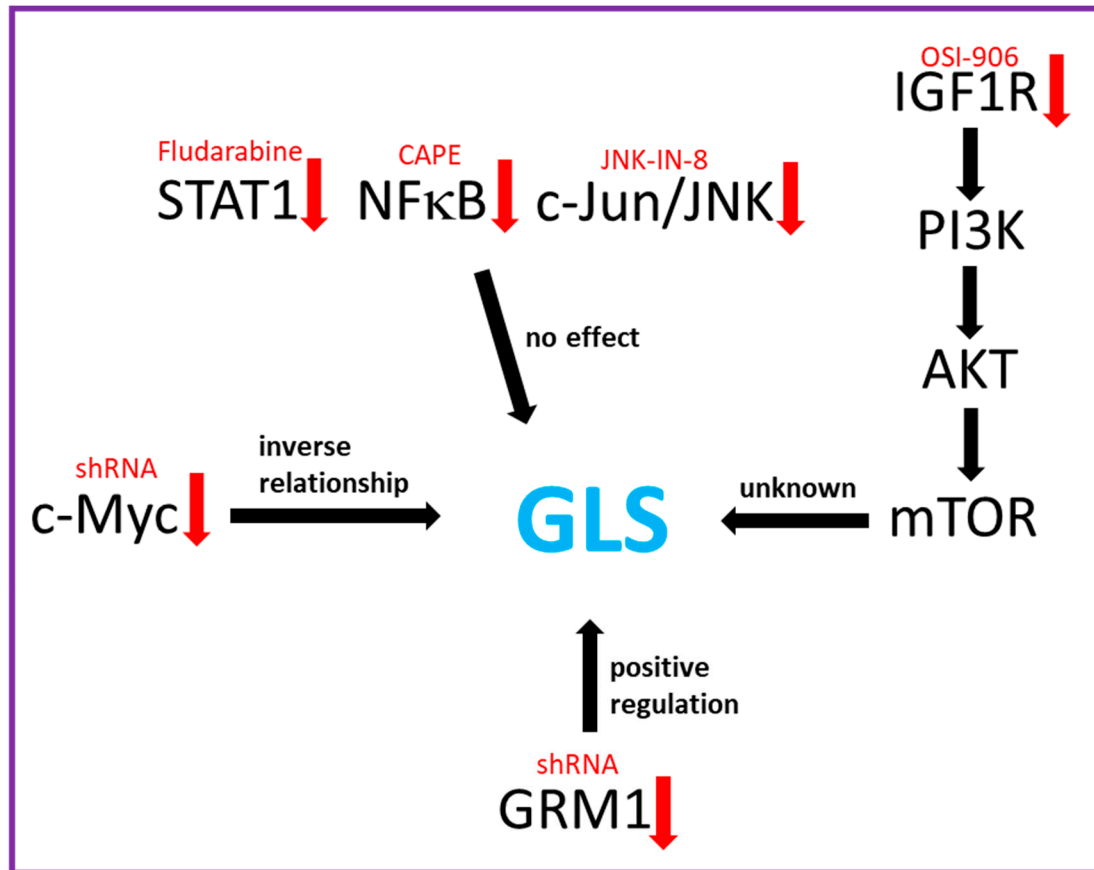 OSI-906
IGF1R
Fludarabine
STAT1
CAPE
NFκB
JNK-IN-8
c-Jun/JNK
PI3K
no effect
AKT
shRNA
c-Myc
inverse
relationship
GLS
unknown
mTOR
positive
regulation
shRNA
GRM1